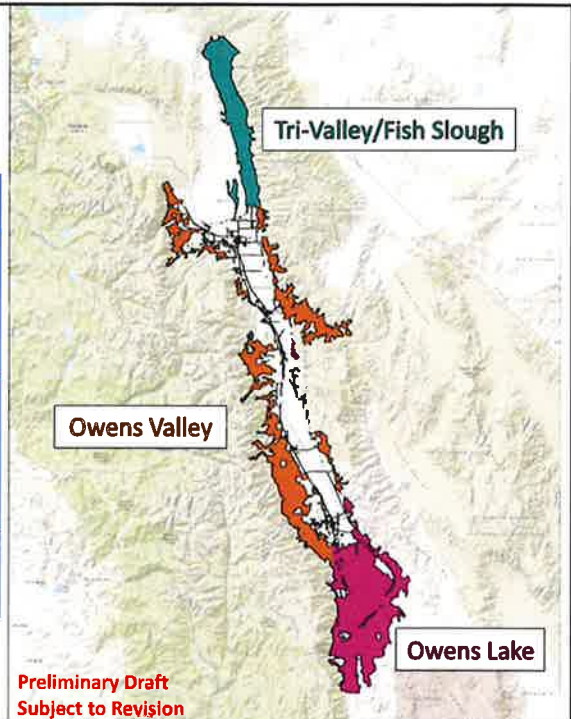 Tri-Valley/Fish Slough
Owens Valley
Owens Lake
Preliminary Draft
Subject to Revision